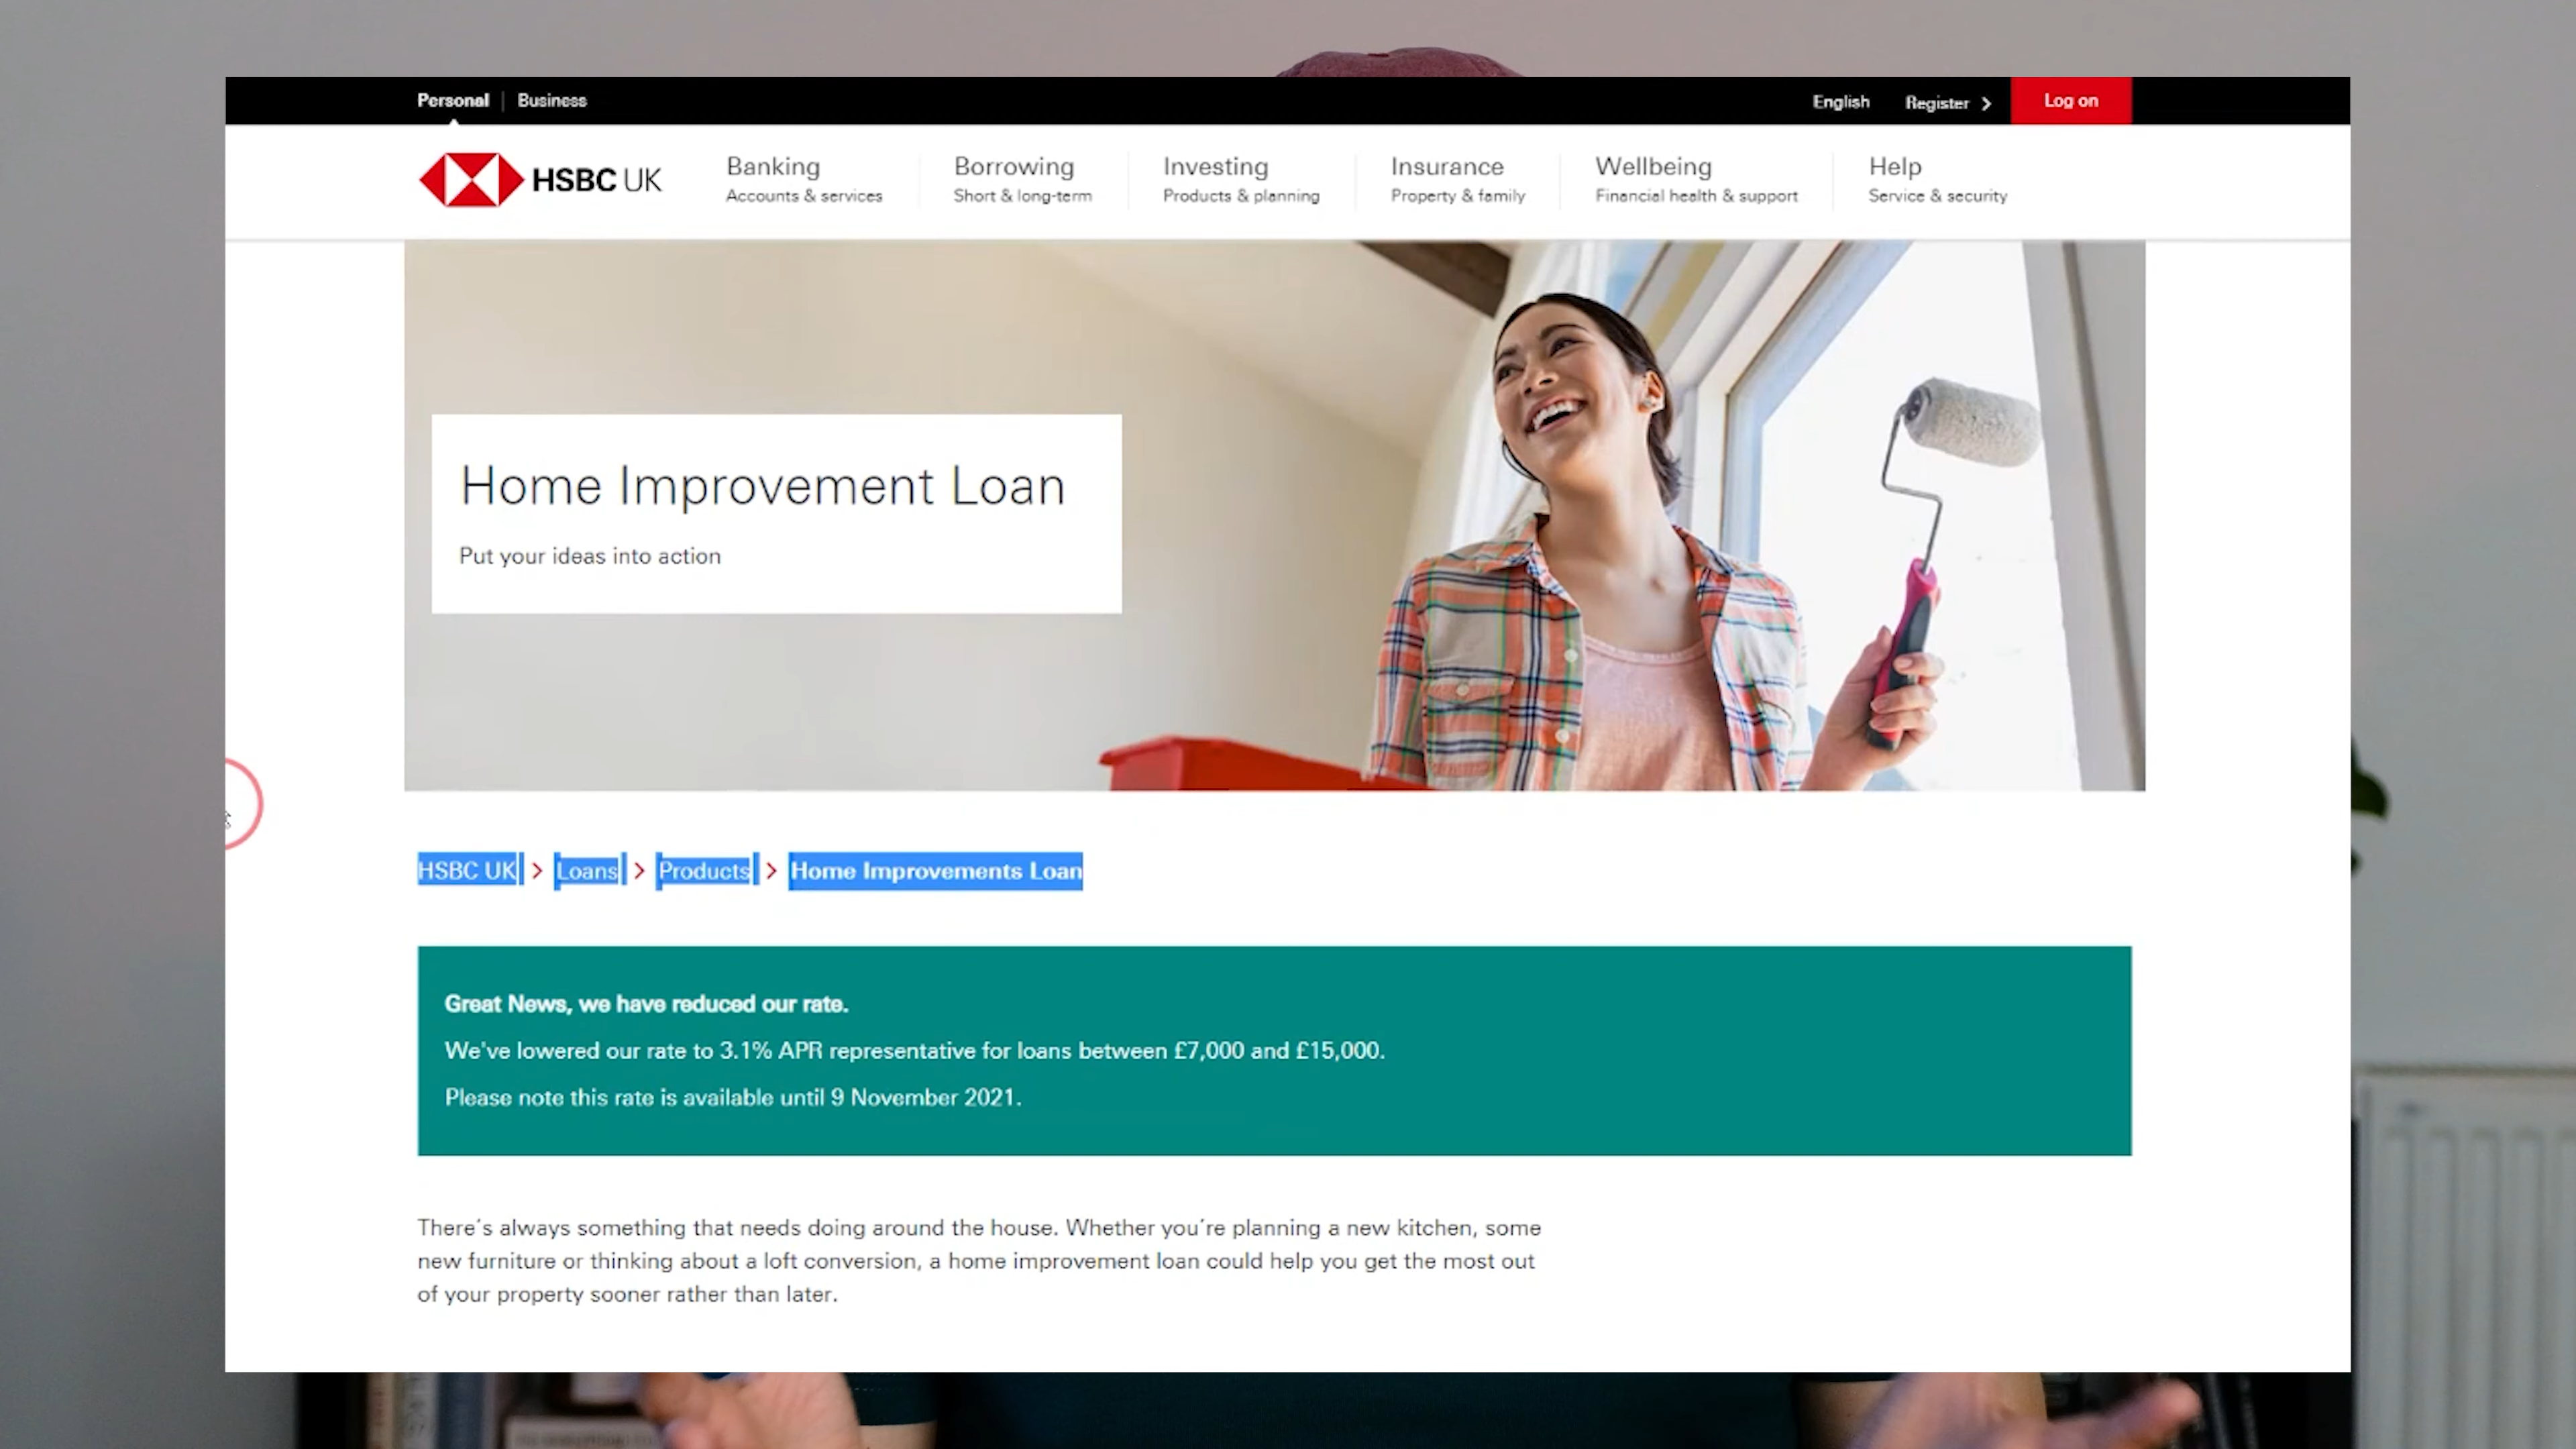 Personal | Business
English Register Log on
HSBC UK
Banking
Accounts & services
Borrowing
Short & long-term
Investing
Products & planning
Insurance
Property & family
Wellbeing
Financial health & support
Help
Service & security
Home Improvement Loan
Put your ideas into action
HSBC UK > Loans > Products > Home Improvements Loan
Great News, we have reduced our rate.
We've lowered our rate to 3.1% APR representative for loans between £7,000 and £15,000.
Please note this rate is available until 9 November 2021.
There's always something that needs doing around the house. Whether you're planning a new kitchen, some
new furniture or thinking about a loft conversion, a home improvement loan could help you get the most out
of your property sooner rather than later.